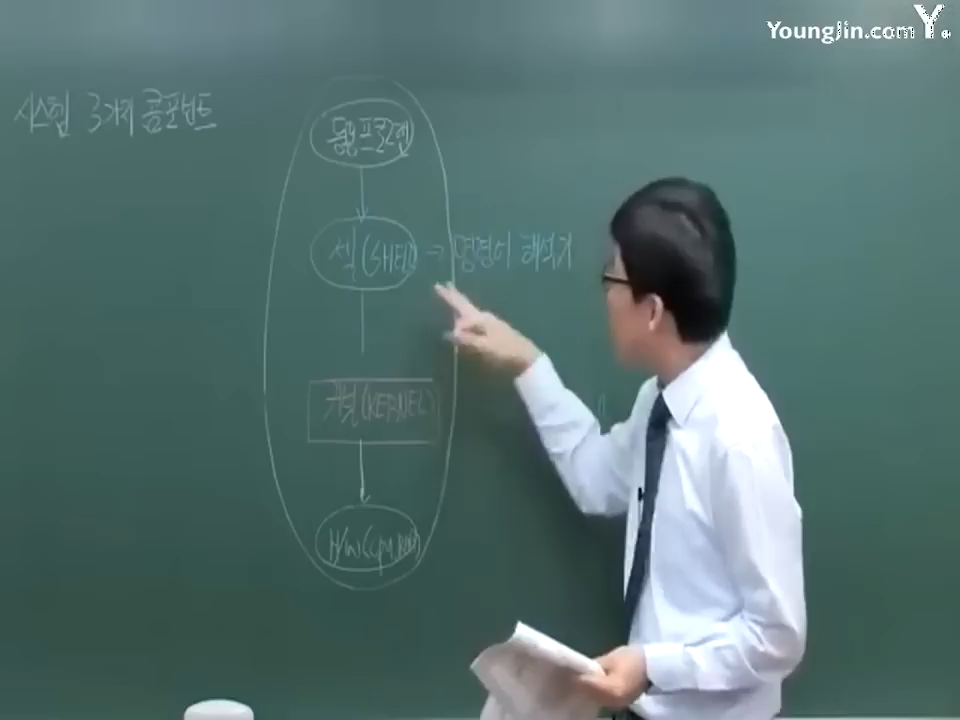 YoungJin.com Y.
시스템 3가지 콤포넌트
응용프로그램
쉘(SHELL) → 명령어 해석기
커널(KERNEL)
H/W(CPU, RAM)